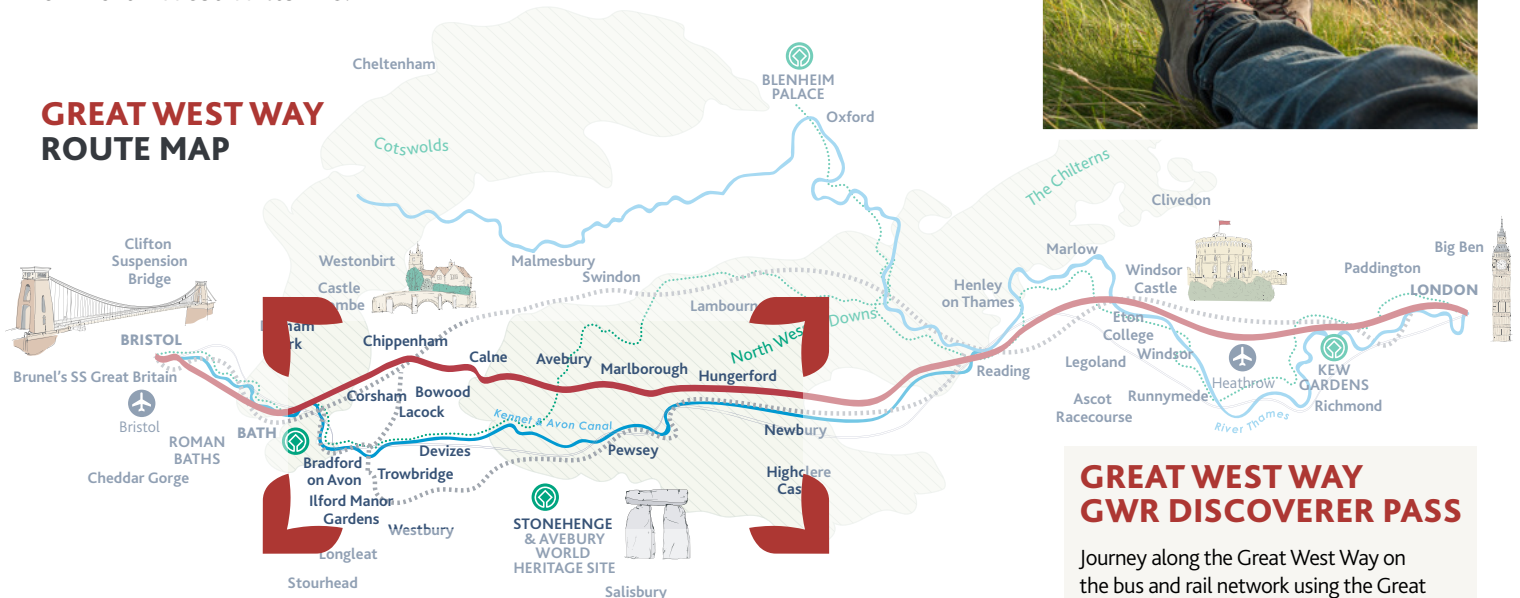 GREAT WEST WAY
ROUTE MAP
Cheltenham
BLENHEIM
PALACE
Oxford
Cotswolds
The Chilterns
Clivedon
Clifton
Suspension
Bridge
Westonbirt
Malmesbury
Swindon
Marlow
Windsor
Castle
Big Ben
Paddington
LONDON
Castle
Henley
on Thames
Lambourn
Downs
North
BRISTOL
Chippenham
Calne
Avebury
Marlborough
Hungerford
Eton
College
Windsor
Legoland
Reading
Heathrow
KEW
GARDENS
Richmond
Brunel's SS Great Britain
Bristol
Corsham
Bowood
Lacock
Kennet & Avon Canal
Ascot
Racecourse
Runnymede
River Thames
ROMAN
BATHS
BATH
Newbury
Cheddar Gorge
Bradford
on Avon
Devizes
Trowbridge
Pewsey
Highclere
Ilford Manor
Gardens
Westbury
STONEHENGE
& AVEBURY
WORLD
HERITAGE SITE
Longleat
Stourhead
Salisbury
GREAT WEST WAY
GWR DISCOVERER PASS
Journey along the Great West Way on
the bus and rail network using the Great